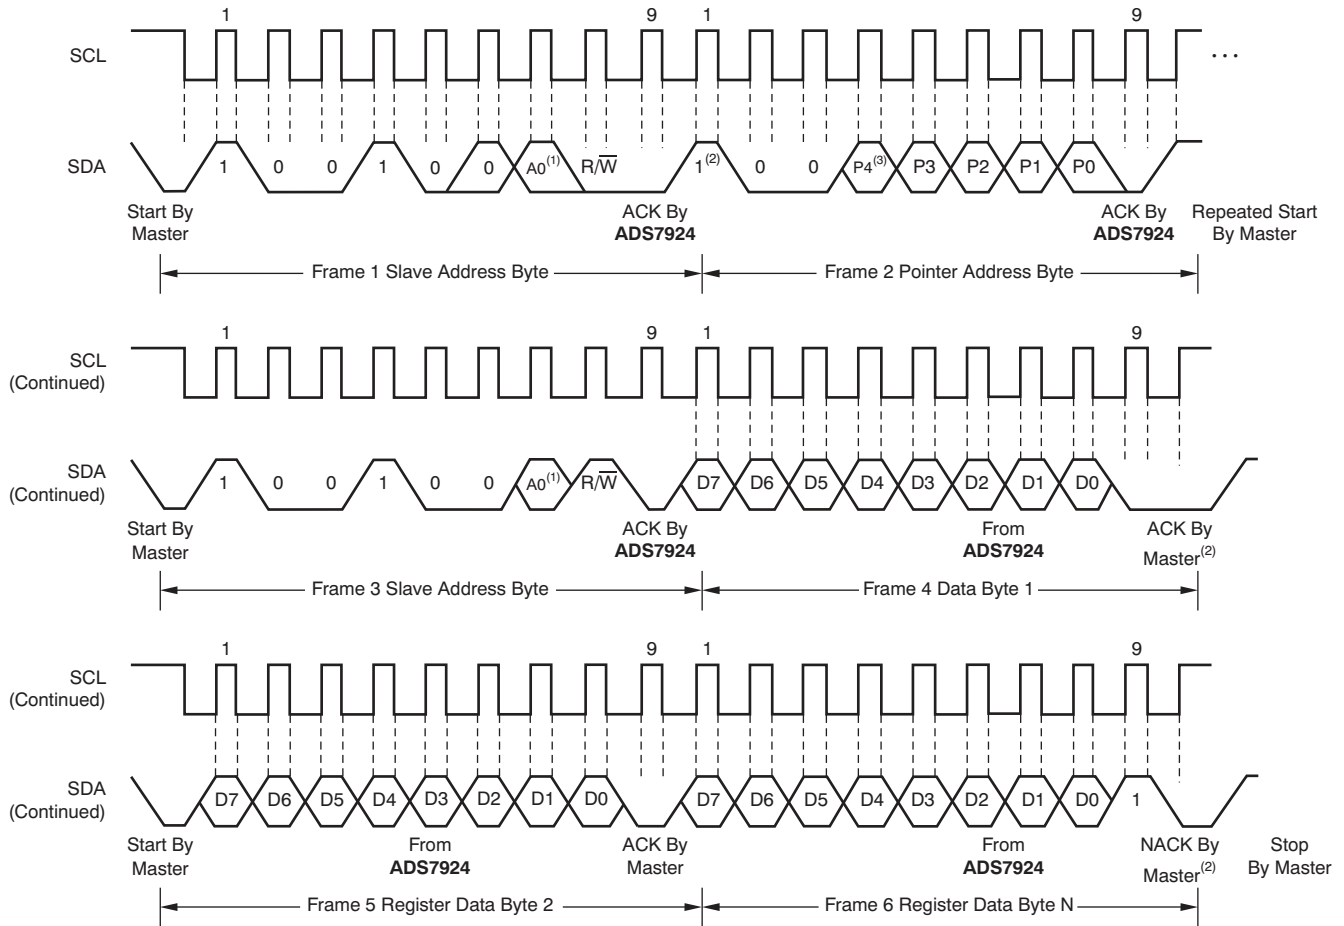 1 9 1 9
SCL ...
SDA 1 0 0 1 0 0 A0(1) R/W̅ 1(2) 0 0 P4(3) P3 P2 P1 P0
Start By Master
ACK By ADS7924
ACK By ADS7924
Repeated Start By Master
Frame 1 Slave Address Byte
Frame 2 Pointer Address Byte
1 9 1 9
SCL (Continued)
SDA (Continued) 1 0 0 1 0 0 A0(1) R/W̅ D7 D6 D5 D4 D3 D2 D1 D0
Start By Master
ACK By ADS7924
From ADS7924
ACK By Master(2)
Frame 3 Slave Address Byte
Frame 4 Data Byte 1
1 9 1 9
SCL (Continued)
SDA (Continued) D7 D6 D5 D4 D3 D2 D1 D0 D7 D6 D5 D4 D3 D2 D1 D0 1
Start By Master
From ADS7924
ACK By Master
From ADS7924
NACK By Master(2)
Stop By Master
Frame 5 Register Data Byte 2
Frame 6 Register Data Byte N